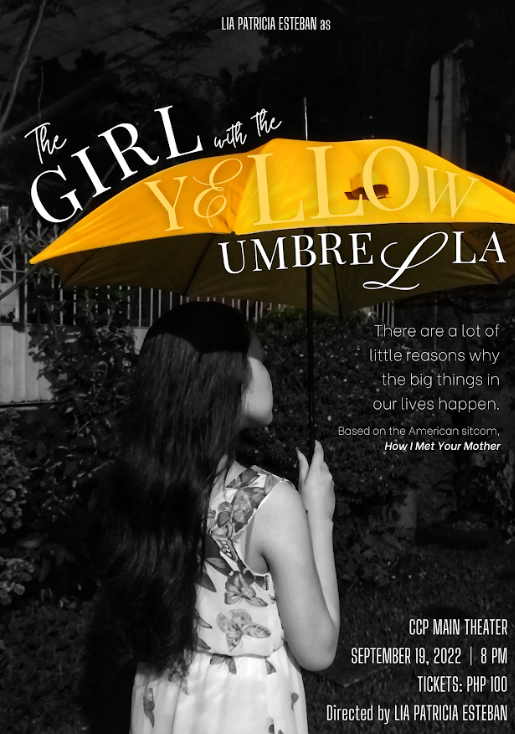 LIA PATRICIA ESTEBAN as
The
GIRL with the
YELLOW
UMBRELLA
There are a lot of
little reasons why
the big things in
our lives happen.
Based on the American sitcom,
How I Met Your Mother
CCP MAIN THEATER
SEPTEMBER 19, 2022 | 8 PM
TICKETS: PHP 100
Directed by LIA PATRICIA ESTEBAN